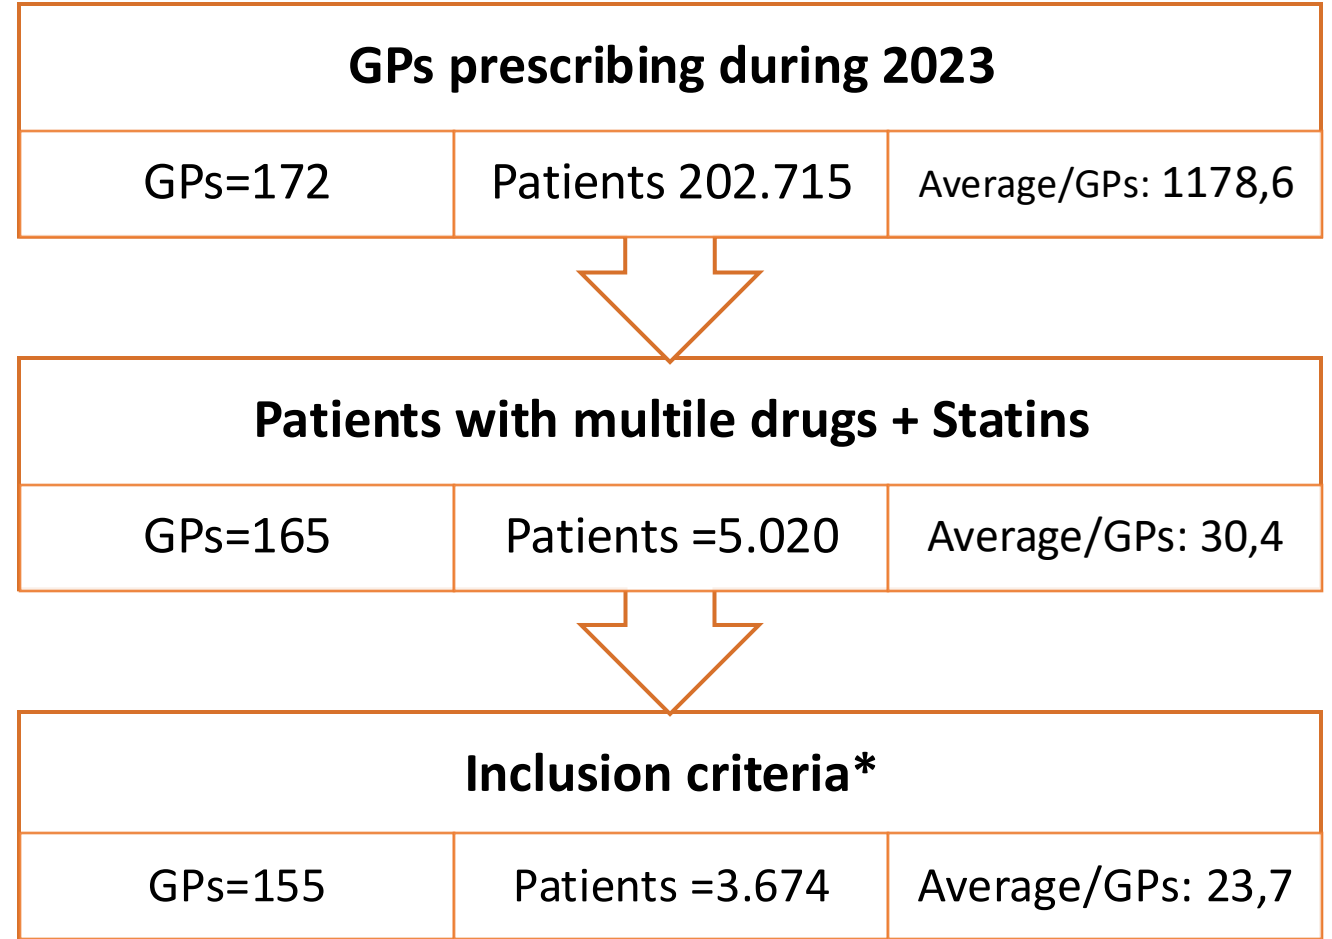 GPs prescribing during 2023
GPs=172
Patients 202.715
Average/GPs: 1178,6
Patients with multile drugs + Statins
GPs=165
Patients =5.020
Average/GPs: 30,4
Inclusion criteria*
GPs=155
Patients =3.674
Average/GPs: 23,7